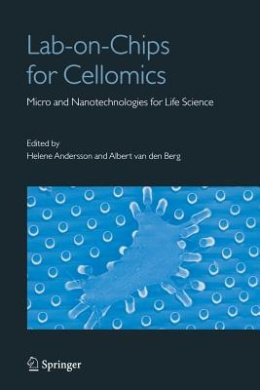 Lab-on-Chips
for Cellomics
Micro and Nanotechnologies for Life Science
Edited by
Helene Andersson and Albert van den Berg
Springer